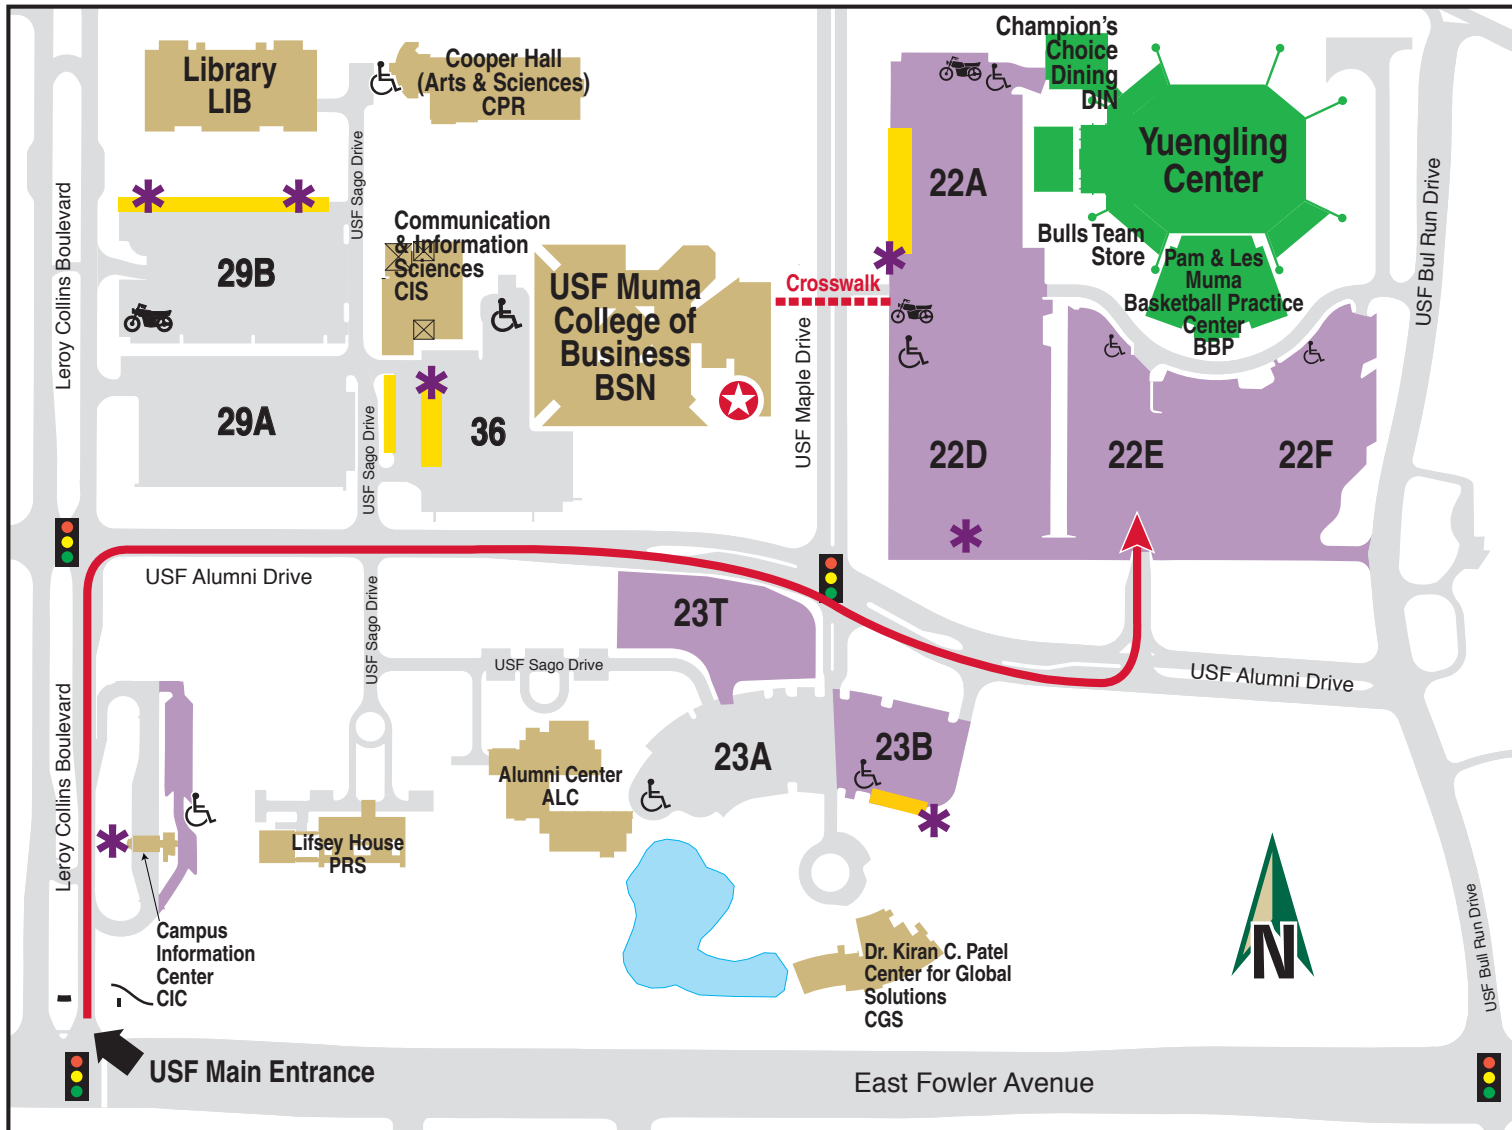 Library
LIB
Cooper Hall
(Arts & Sciences)
CPR
Champion's
Choice
Dining
DIN
Yuengling
Center
USF Sago Drive
Leroy Collins Boulevard
22A
USF Bul Run Drive
Communication
& Information
Sciences
CIS
29B
USF Muma
College of
Business
BSN
Crosswalk
Bulls Team
Store
Pam & Les
Muma
Basketball Practice
Center
BBP
USF Maple Drive
29A
USF Sago Drive
36
22D
22E
22F
USF Alumni Drive
USF Sago Drive
23T
USF Sago Drive
USF Alumni Drive
Leroy Collins Boulevard
23A
23B
Alumni Center
ALC
Lifsey House
PRS
Campus
Information
Center
CIC
Dr. Kiran C. Patel
Center for Global
Solutions
CGS
N
USF Bull Run Drive
USF Main Entrance
East Fowler Avenue